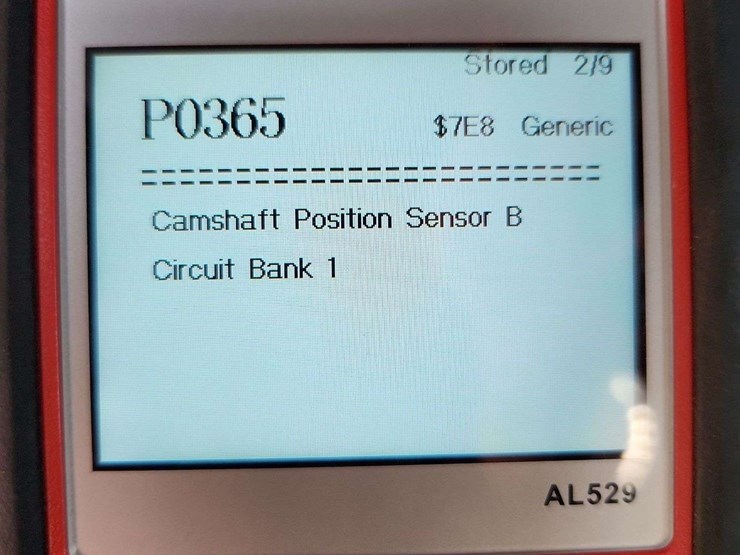 Stored 2/9
P0365 $7E8 Generic
=========================
Camshaft Position Sensor B
Circuit Bank 1
AL529